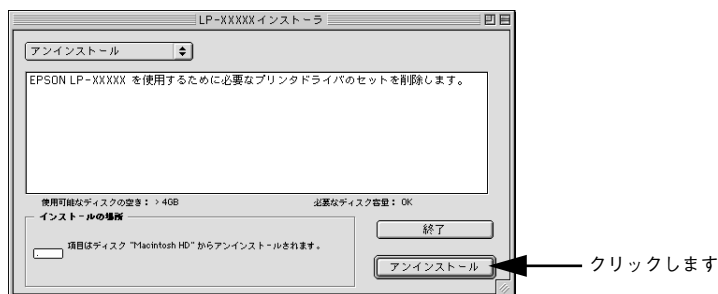 LP-XXXXXインストーラ
アンインストール
EPSON LP-XXXXX を使用するために必要なプリンタドライバのセットを削除します。
使用可能なディスクの空き： > 4GB 必要なディスク容量： OK
インストールの場所
項目はディスク "Macintosh HD" からアンインストールされます。
終了
アンインストール
クリックします